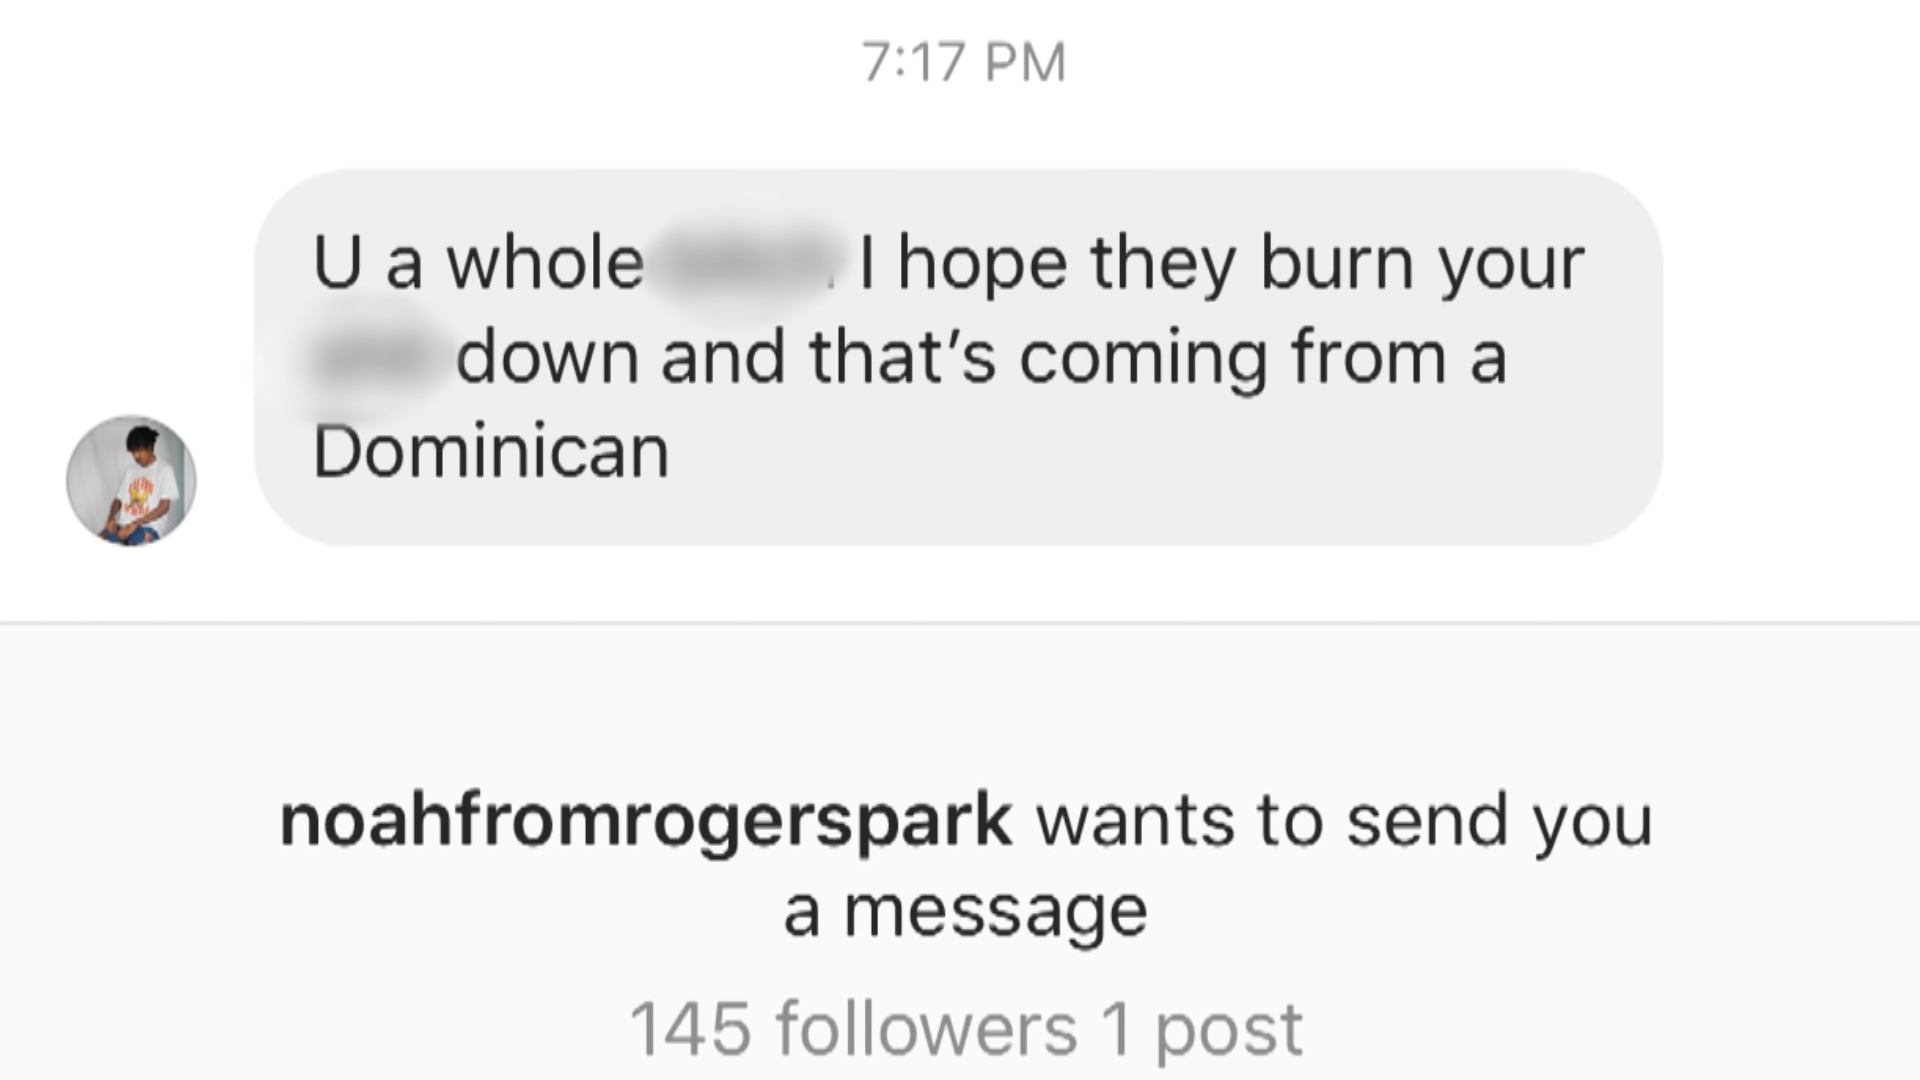 7:17 PM
U a whole . I hope they burn your
down and that's coming from a
Dominican
noahfromrogerspark wants to send you
a message
145 followers 1 post